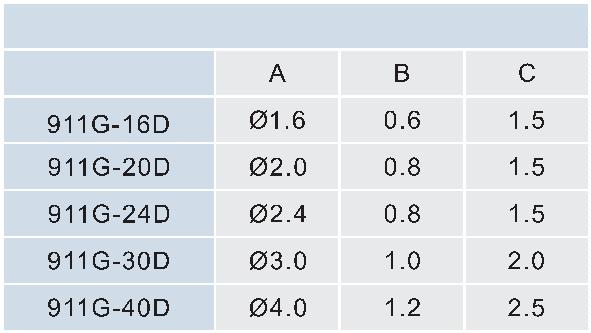 A B C
911G-16D Ø1.6 0.6 1.5
911G-20D Ø2.0 0.8 1.5
911G-24D Ø2.4 0.8 1.5
911G-30D Ø3.0 1.0 2.0
911G-40D Ø4.0 1.2 2.5